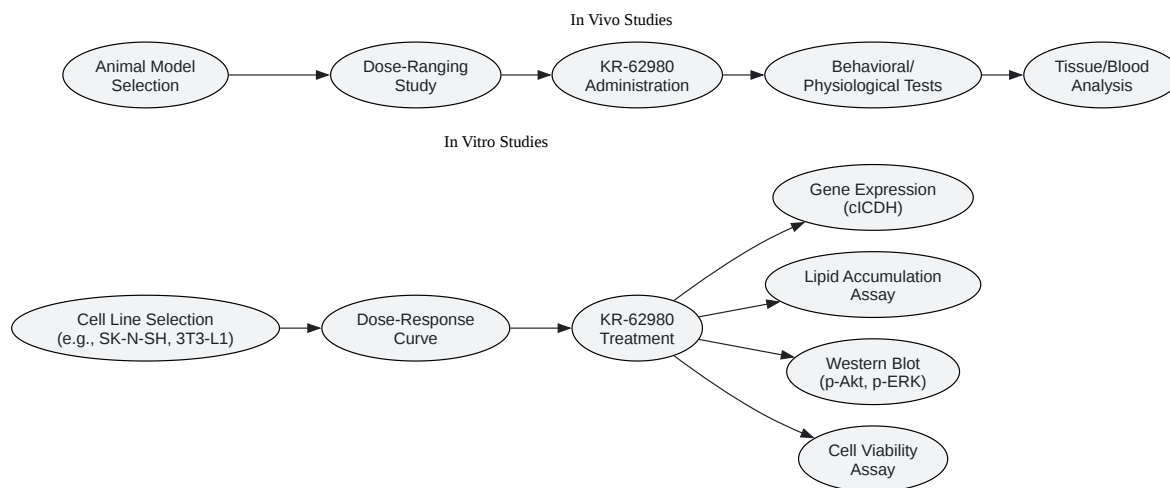 In Vivo Studies
Animal Model
Selection
Dose-Ranging
Study
KR-62980
Administration
Behavioral/
Physiological Tests
Tissue/Blood
Analysis
In Vitro Studies
Cell Line Selection
(e.g., SK-N-SH, 3T3-L1)
Dose-Response
Curve
KR-62980
Treatment
Gene Expression
(cICDH)
Lipid Accumulation
Assay
Western Blot
(p-Akt, p-ERK)
Cell Viability
Assay